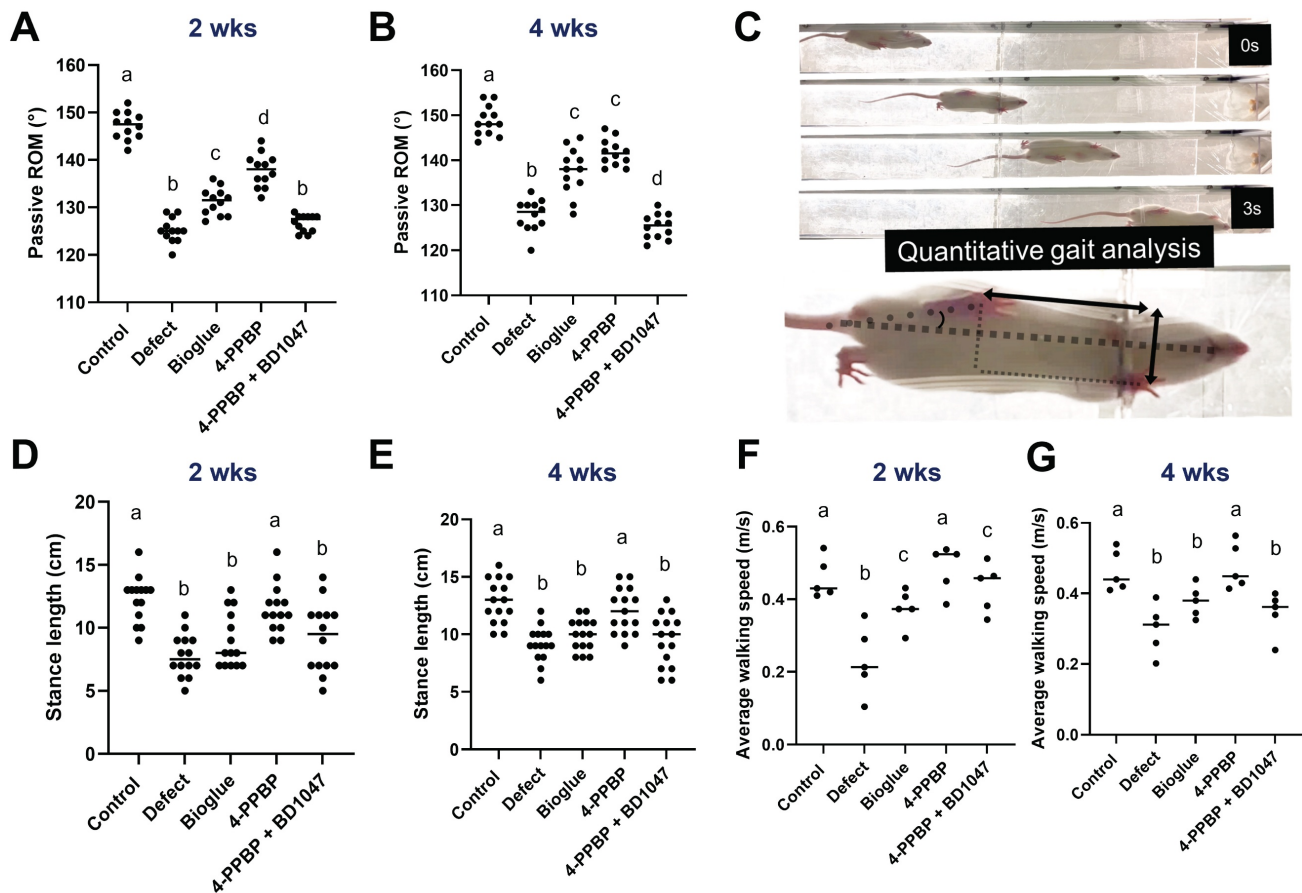 A
2 wks
Passive ROM (°)
160
150
140
130
120
110
a
b
c
d
b
Control
Defect
Bioglue
4-PPBP
4-PPBP + BD1047
B
4 wks
Passive ROM (°)
160
150
140
130
120
110
a
b
c
c
d
Control
Defect
Bioglue
4-PPBP
4-PPBP + BD1047
C
0s
3s
Quantitative gait analysis
D
2 wks
Stance length (cm)
20
15
10
5
0
a
b
b
a
b
Control
Defect
Bioglue
4-PPBP
4-PPBP + BD1047
E
4 wks
Stance length (cm)
20
15
10
5
0
a
b
b
a
b
Control
Defect
Bioglue
4-PPBP
4-PPBP + BD1047
F
2 wks
Average walking speed (m/s)
0.6
0.4
0.2
0.0
a
b
c
a
c
Control
Defect
Bioglue
4-PPBP
4-PPBP + BD1047
G
4 wks
Average walking speed (m/s)
0.6
0.4
0.2
0.0
a
b
b
a
b
Control
Defect
Bioglue
4-PPBP
4-PPBP + BD1047